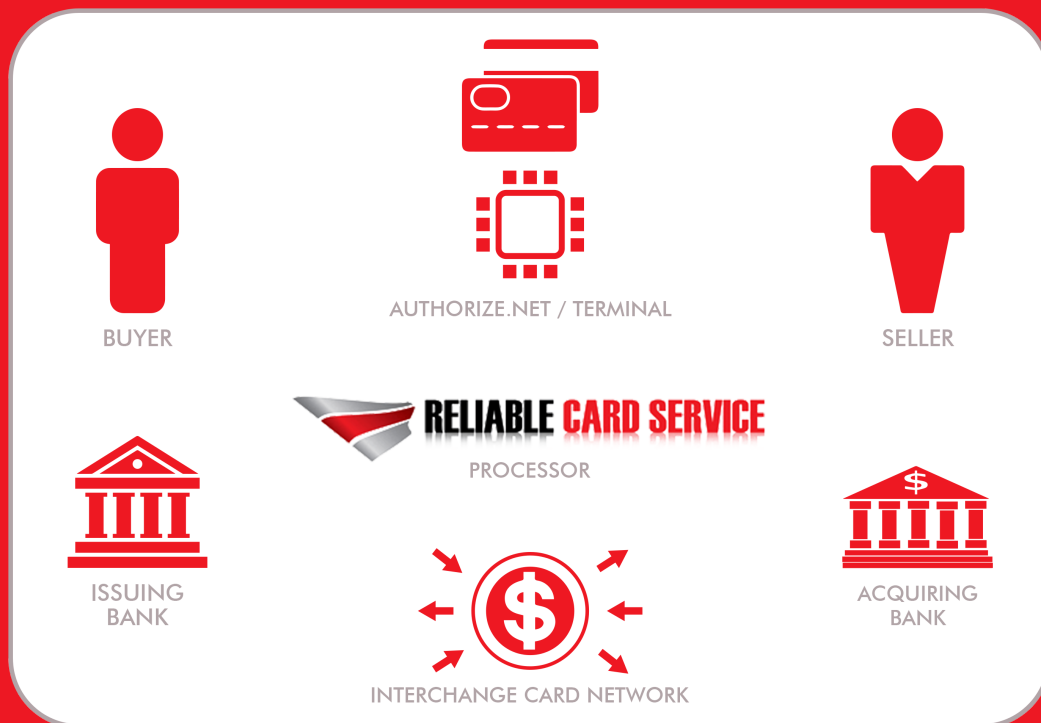 AUTHORIZE.NET / TERMINAL
BUYER
SELLER
RELIABLE CARD SERVICE
PROCESSOR
$
ISSUING
BANK
ACQUIRING
BANK
$
INTERCHANGE CARD NETWORK